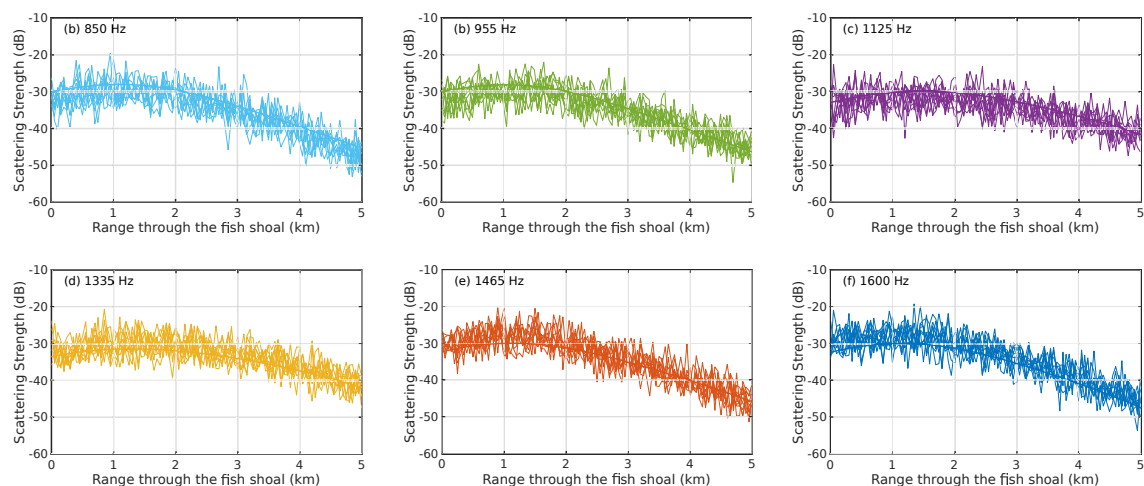 (b) 850 Hz
Scattering Strength (dB)
-10
-20
-30
-40
-50
-60
0 1 2 3 4 5
Range through the fish shoal (km)
(b) 955 Hz
Scattering Strength (dB)
-10
-20
-30
-40
-50
-60
0 1 2 3 4 5
Range through the fish shoal (km)
(c) 1125 Hz
Scattering Strength (dB)
-10
-20
-30
-40
-50
-60
0 1 2 3 4 5
Range through the fish shoal (km)
(d) 1335 Hz
Scattering Strength (dB)
-10
-20
-30
-40
-50
-60
0 1 2 3 4 5
Range through the fish shoal (km)
(e) 1465 Hz
Scattering Strength (dB)
-10
-20
-30
-40
-50
-60
0 1 2 3 4 5
Range through the fish shoal (km)
(f) 1600 Hz
Scattering Strength (dB)
-10
-20
-30
-40
-50
-60
0 1 2 3 4 5
Range through the fish shoal (km)